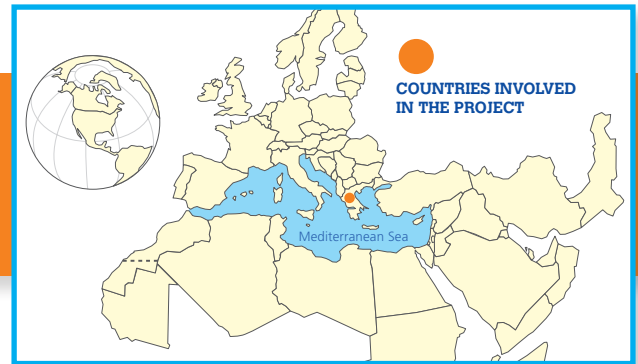 COUNTRIES INVOLVED
IN THE PROJECT
Mediterranean Sea